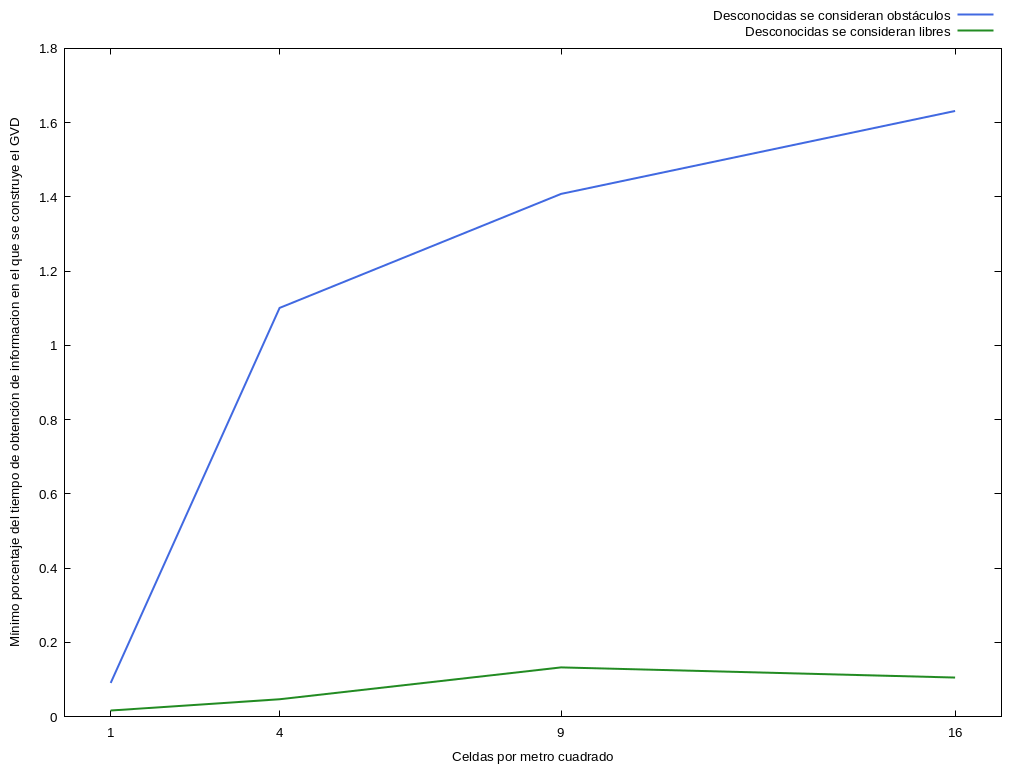 Desconocidas se consideran obstáculos
Desconocidas se consideran libres
Mínimo porcentaje del tiempo de obtención de informacion en el que se construye el GVD
1.8
1.6
1.4
1.2
1
0.8
0.6
0.4
0.2
0
1 4 9 16
Celdas por metro cuadrado